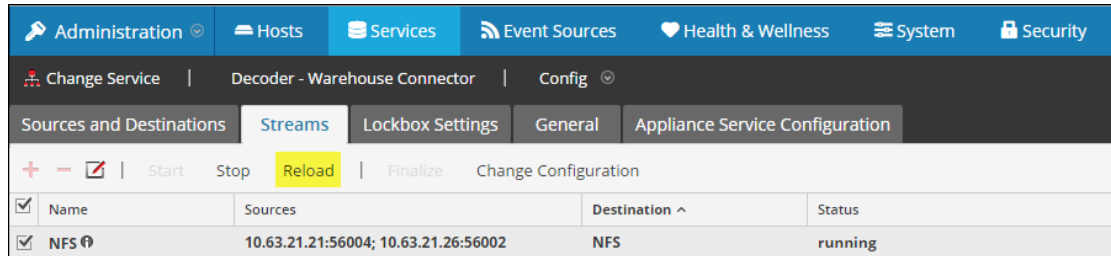 Administration Hosts Services Event Sources Health & Wellness System Security
Change Service | Decoder - Warehouse Connector | Config
Sources and Destinations Streams Lockbox Settings General Appliance Service Configuration
Start Stop Reload | Finalize Change Configuration
Name Sources Destination Status
NFS 10.63.21.21:56004; 10.63.21.26:56002 NFS running